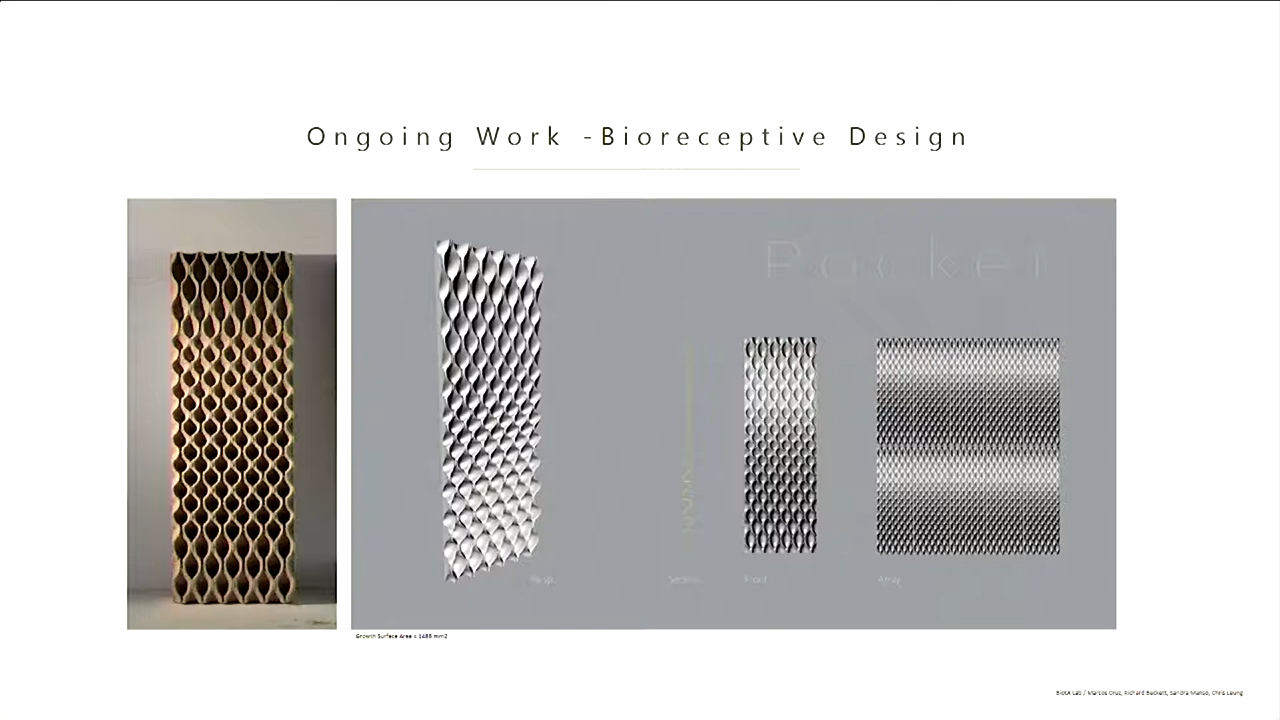 Ongoing Work -Bioreceptive Design
Pocket
Persp.
Section
Front
Array
Growth Surface Area = 1488 mm2
BiotA Lab / Marcos Cruz, Richard Beckett, Sandra Manso, Chris Leung